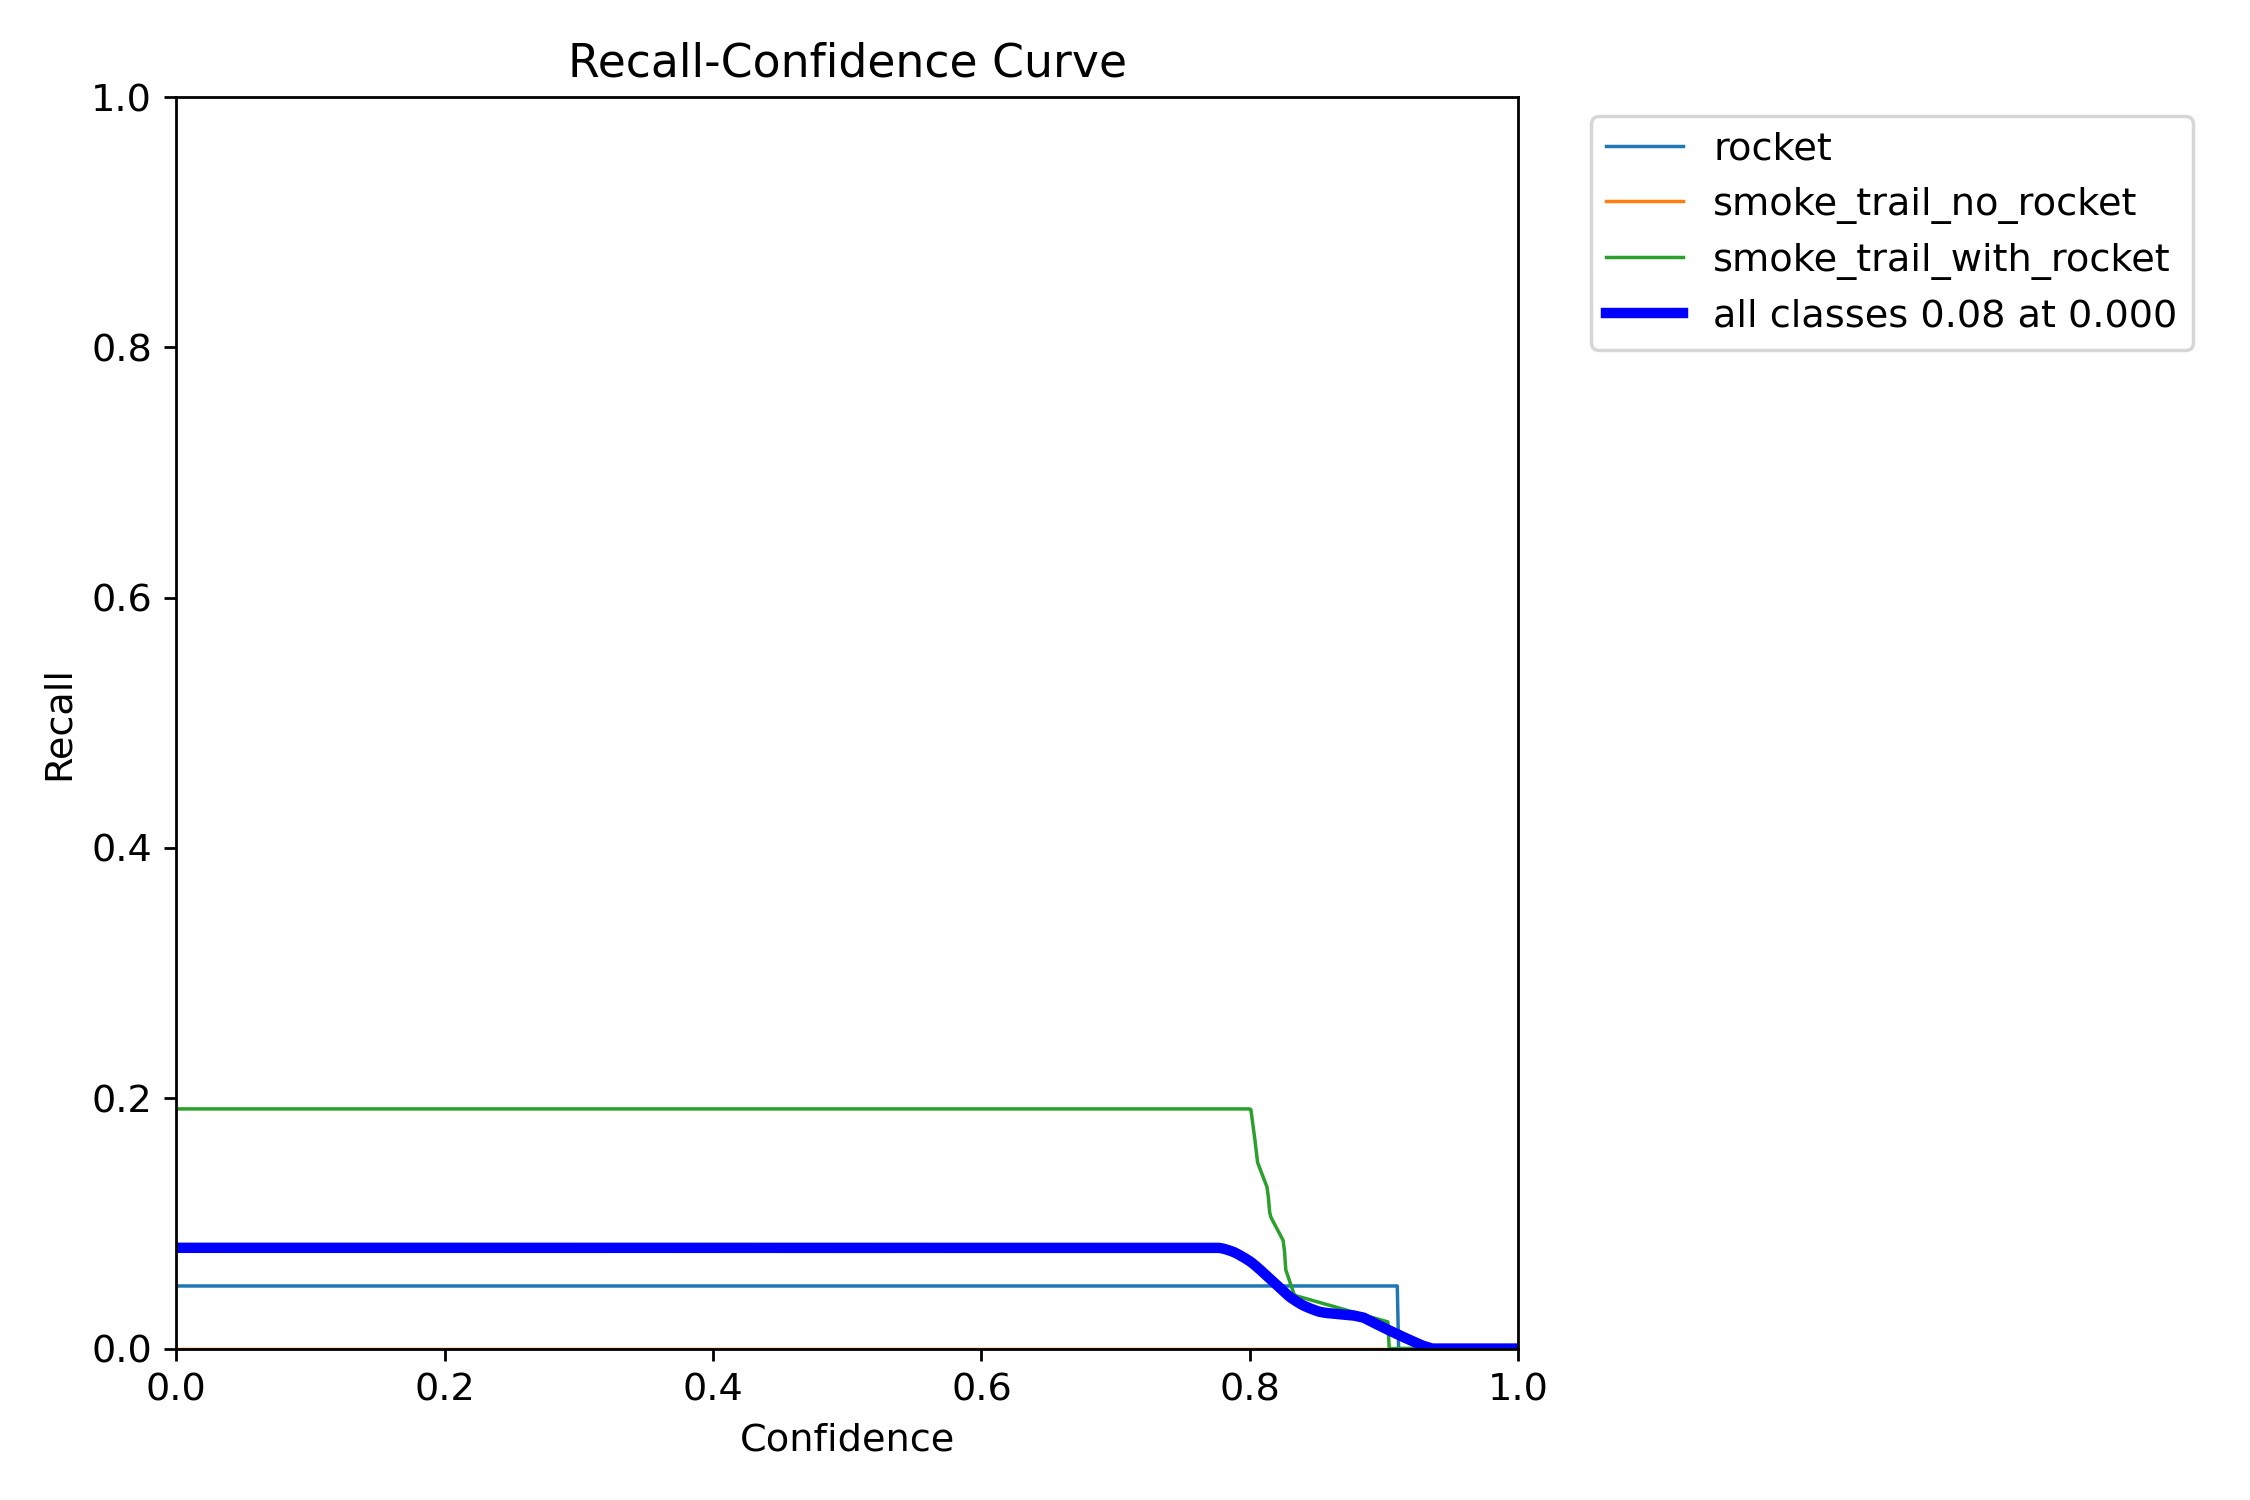 Recall-Confidence Curve
1.0
0.8
0.6
0.4
0.2
0.0
Recall
0.0 0.2 0.4 0.6 0.8 1.0
Confidence
rocket
smoke_trail_no_rocket
smoke_trail_with_rocket
all classes 0.08 at 0.000